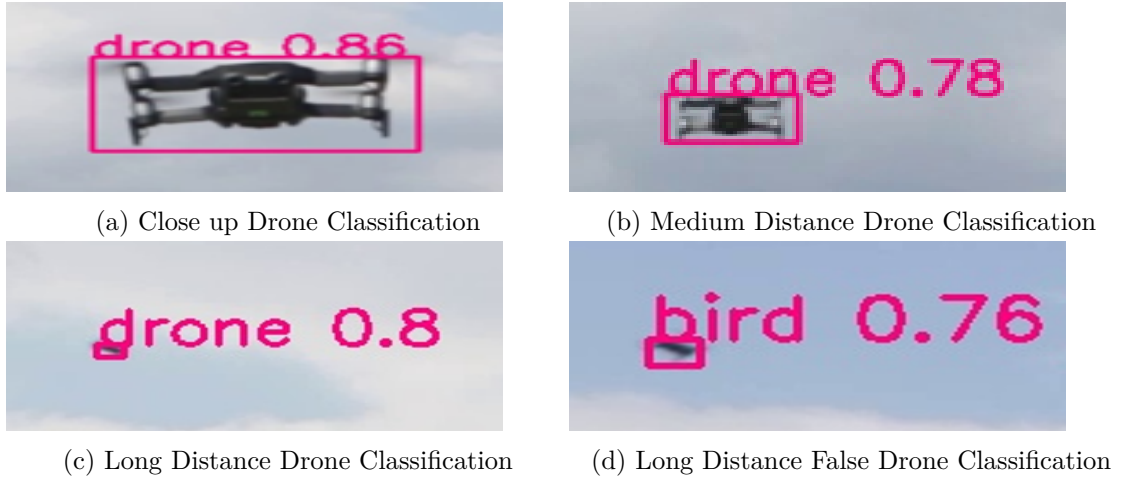 drone 0.86
drone 0.78
(a) Close up Drone Classification
(b) Medium Distance Drone Classification
drone 0.8
bird 0.76
(c) Long Distance Drone Classification
(d) Long Distance False Drone Classification